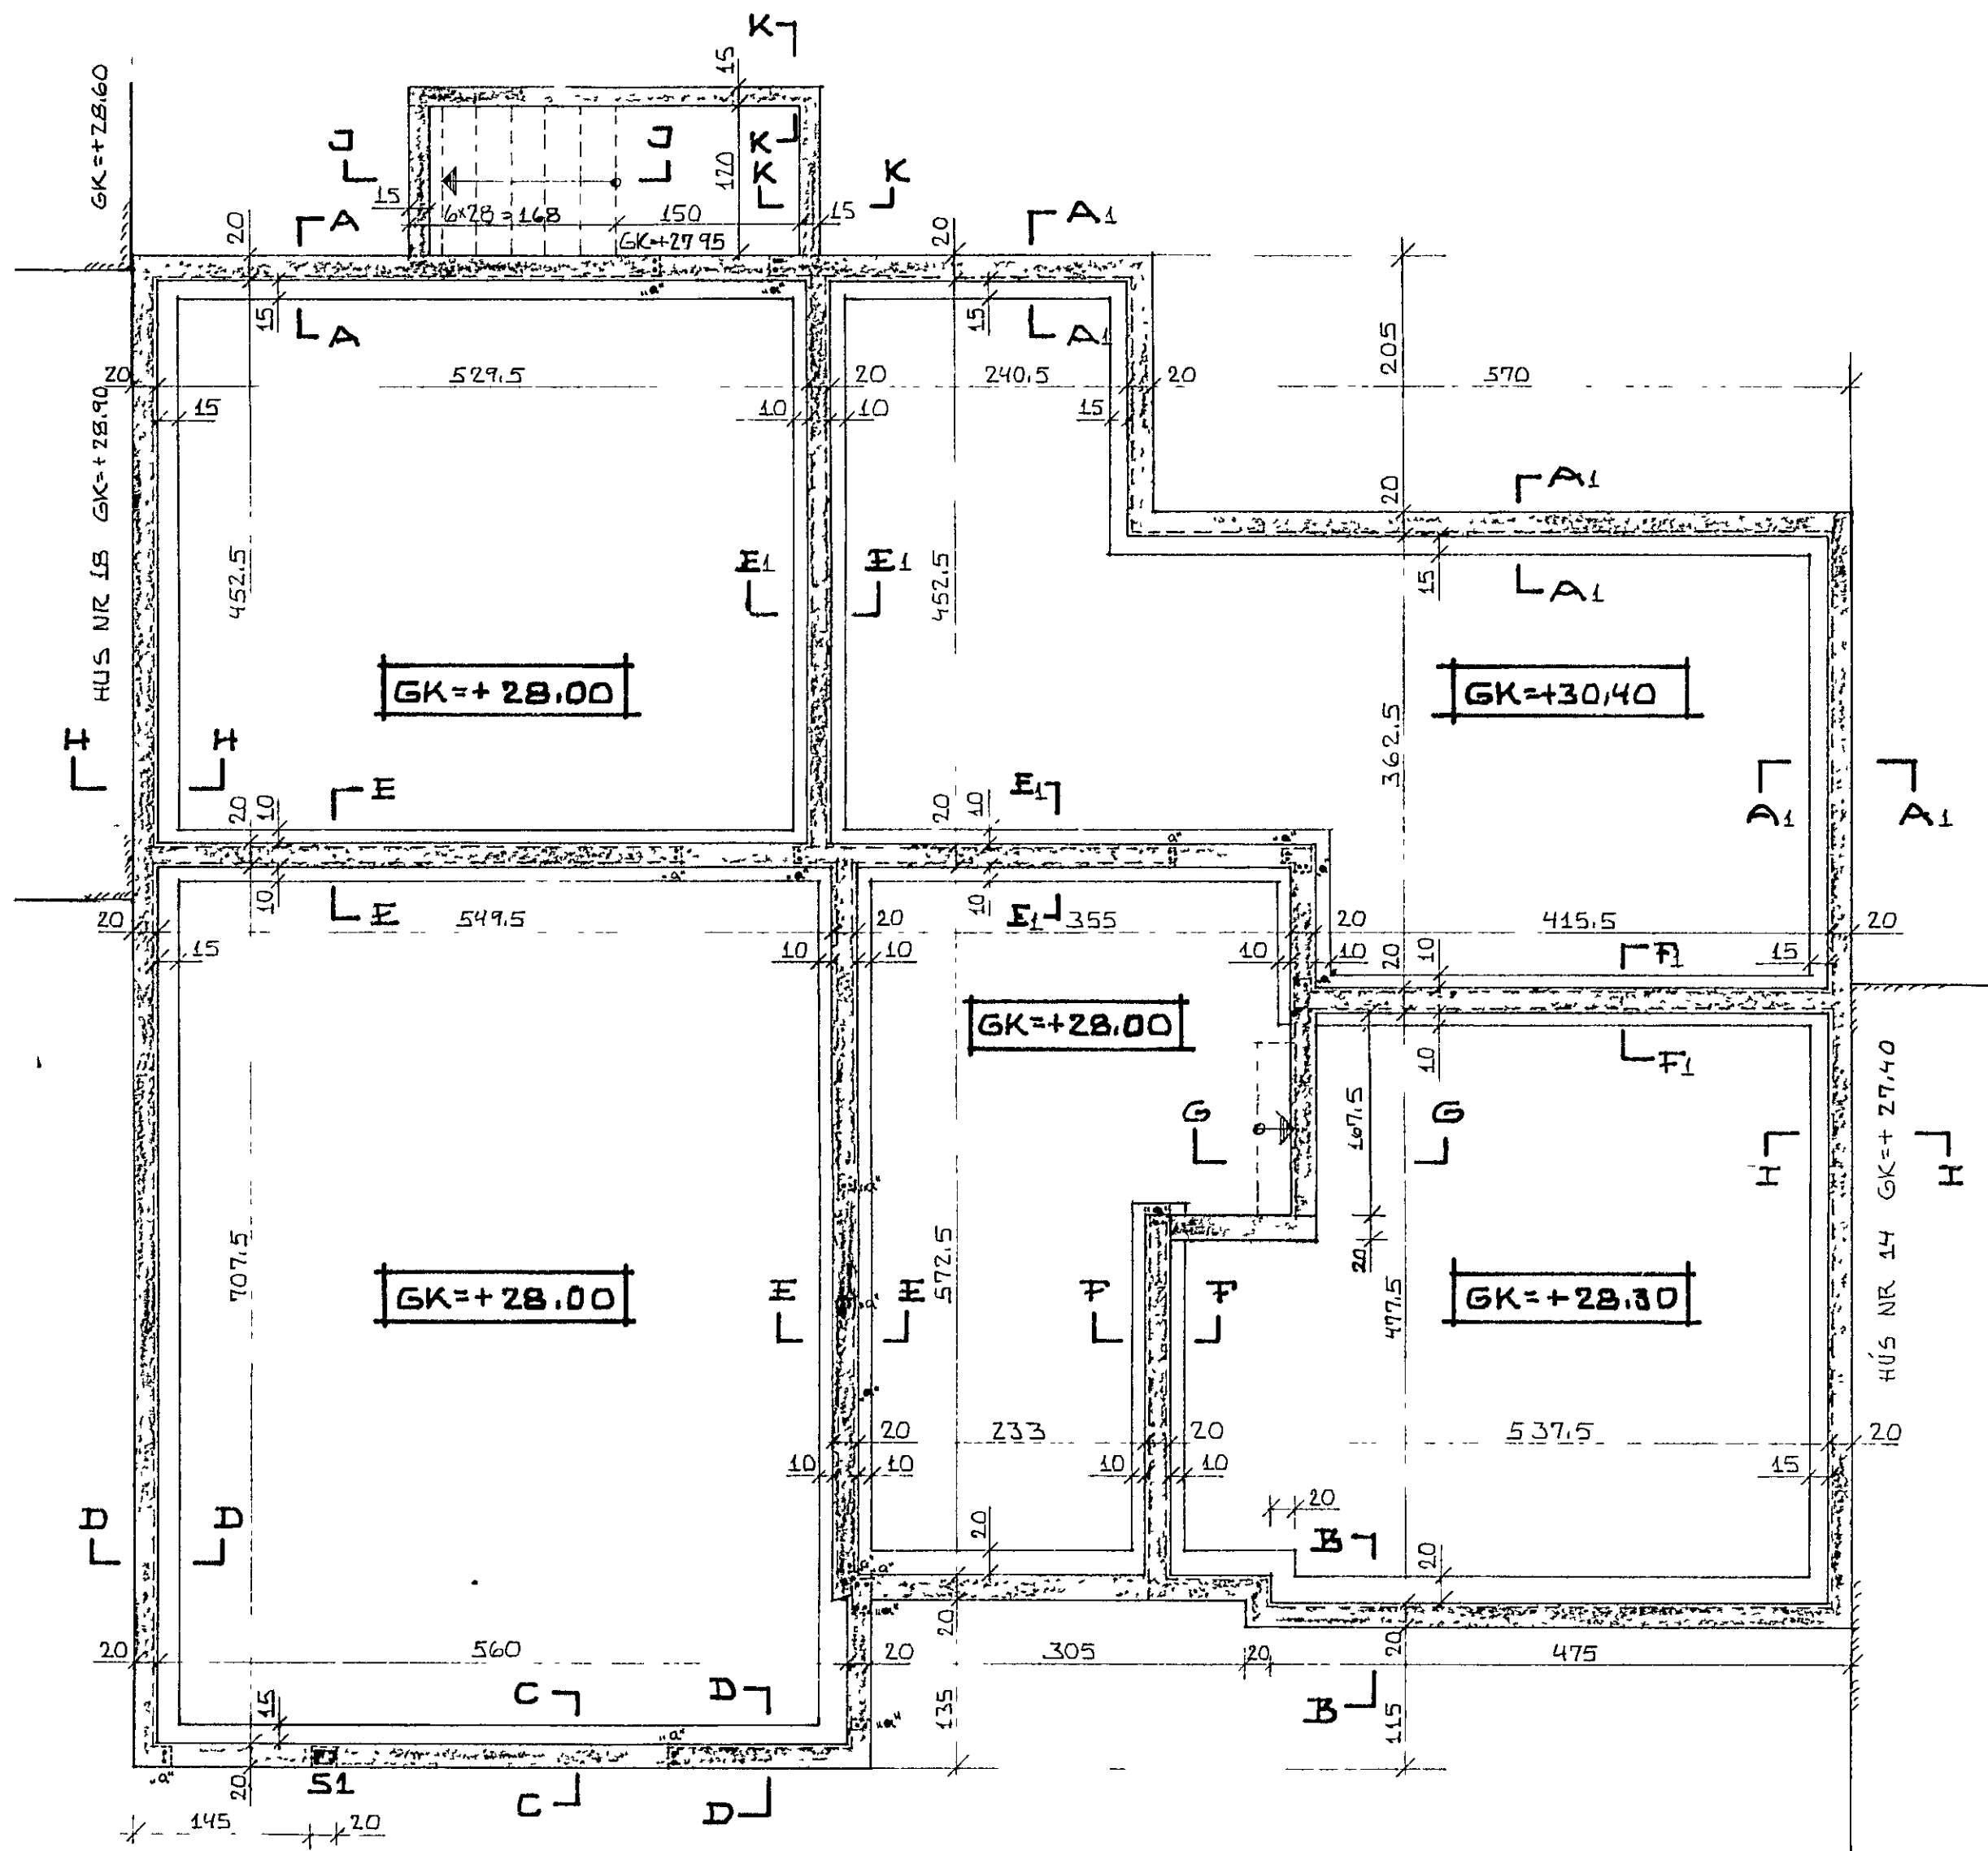 K
15
GK=+28.60
J
J
K
K
K
120
15
6×28=168
150
15
GK=+27.95
20
A
20
A1
"a"
"a"
15
A
15
A1
205
20
529.5
20
240.5
20
570
15
10
10
15
HUS NR 18 GK=+28.90
A1
20
452.5
E1
E1
452.5
15
A1
GK=+28.00
GK=+30,40
362.5
H
H
E
E1
A1
A1
20
10
20
10
"a"
"a"
"a"
"a"
"a"
10
E
10
E1
20
549.5
20
355
20
415.5
20
15
10
10
10
10
20
10
F1
15
"a"
GK=+28.00
10
F1
HÚS NR 14 GK=+27.40
G
G
167.5
I
I
"a"
707.5
572.5
20
GK=+28.00
E
E
F
F
GK=+28.30
"a"
477.5
"a"
20
233
20
537.5
20
10
10
10
10
15
D
D
20
20
B
20
"a"
"a"
"a"
20
560
20
20
305
20
20
475
C
D
B
15
"a"
"a"
135
115
"a"
20
S1
C
D
145
20